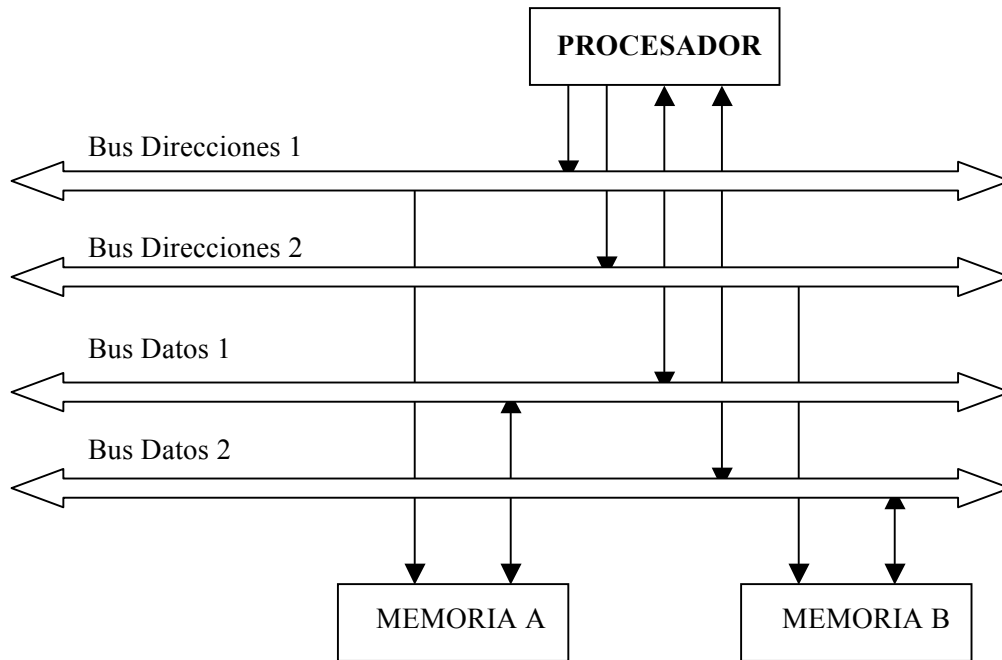 PROCESADOR
Bus Direcciones 1
Bus Direcciones 2
Bus Datos 1
Bus Datos 2
MEMORIA A
MEMORIA B